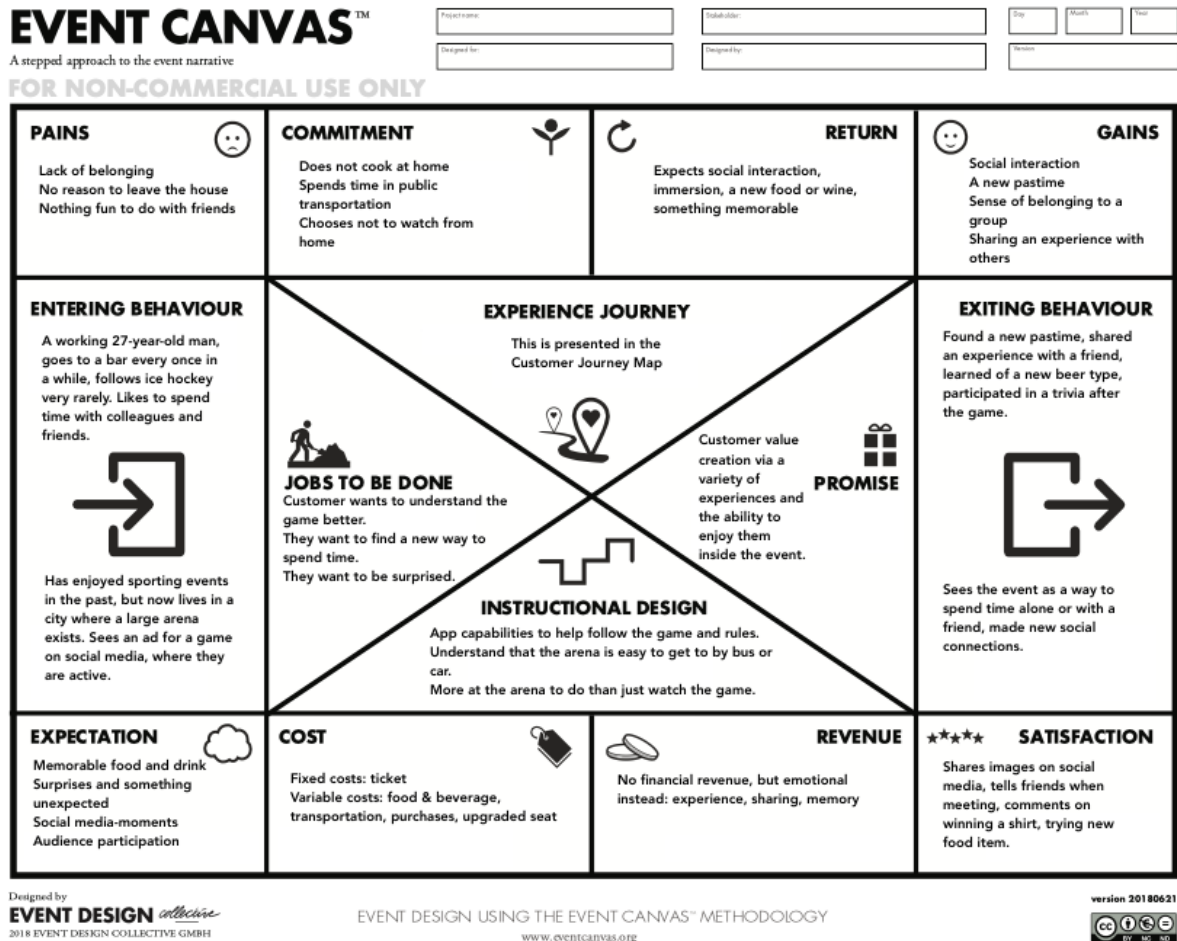 EVENT CANVAS™
A stepped approach to the event narrative
FOR NON-COMMERCIAL USE ONLY
Project name:
Stakeholder:
Day
Month
Year
Designed for:
Designed by:
Version
PAINS
Lack of belonging
No reason to leave the house
Nothing fun to do with friends
COMMITMENT
Does not cook at home
Spends time in public
transportation
Chooses not to watch from
home
RETURN
Expects social interaction,
immersion, a new food or wine,
something memorable
GAINS
Social interaction
A new pastime
Sense of belonging to a
group
Sharing an experience with
others
ENTERING BEHAVIOUR
A working 27-year-old man,
goes to a bar every once in
a while, follows ice hockey
very rarely. Likes to spend
time with colleagues and
friends.
Has enjoyed sporting events
in the past, but now lives in a
city where a large arena
exists. Sees an ad for a game
on social media, where they
are active.
EXPERIENCE JOURNEY
This is presented in the
Customer Journey Map
JOBS TO BE DONE
Customer wants to understand the
game better.
They want to find a new way to
spend time.
They want to be surprised.
PROMISE
Customer value
creation via a
variety of
experiences and
the ability to
enjoy them
inside the event.
INSTRUCTIONAL DESIGN
App capabilities to help follow the game and rules.
Understand that the arena is easy to get to by bus or
car.
More at the arena to do than just watch the game.
EXITING BEHAVIOUR
Found a new pastime, shared
an experience with a friend,
learned of a new beer type,
participated in a trivia after
the game.
Sees the event as a way to
spend time alone or with a
friend, made new social
connections.
EXPECTATION
Memorable food and drink
Surprises and something
unexpected
Social media-moments
Audience participation
COST
Fixed costs: ticket
Variable costs: food & beverage,
transportation, purchases, upgraded seat
REVENUE
No financial revenue, but emotional
instead: experience, sharing, memory
SATISFACTION
Shares images on social
media, tells friends when
meeting, comments on
winning a shirt, trying new
food item.
Designed by
EVENT DESIGN collective
2018 EVENT DESIGN COLLECTIVE GMBH
EVENT DESIGN USING THE EVENT CANVAS™ METHODOLOGY
www.eventcanvas.org
version 20180621
cc
BY NC ND